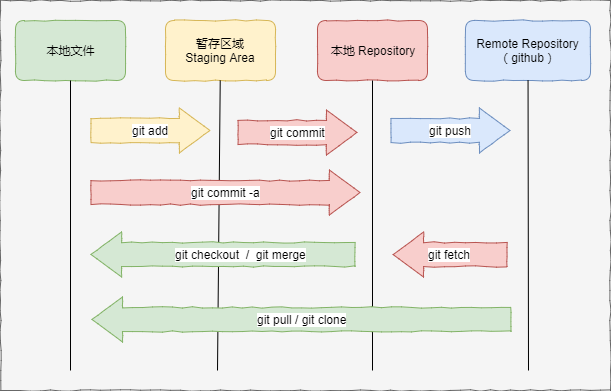 本地文件
暂存区域
Staging Area
本地 Repository
Remote Repository
（github）
git add
git commit
git push
git commit -a
git checkout / git merge
git fetch
git pull / git clone